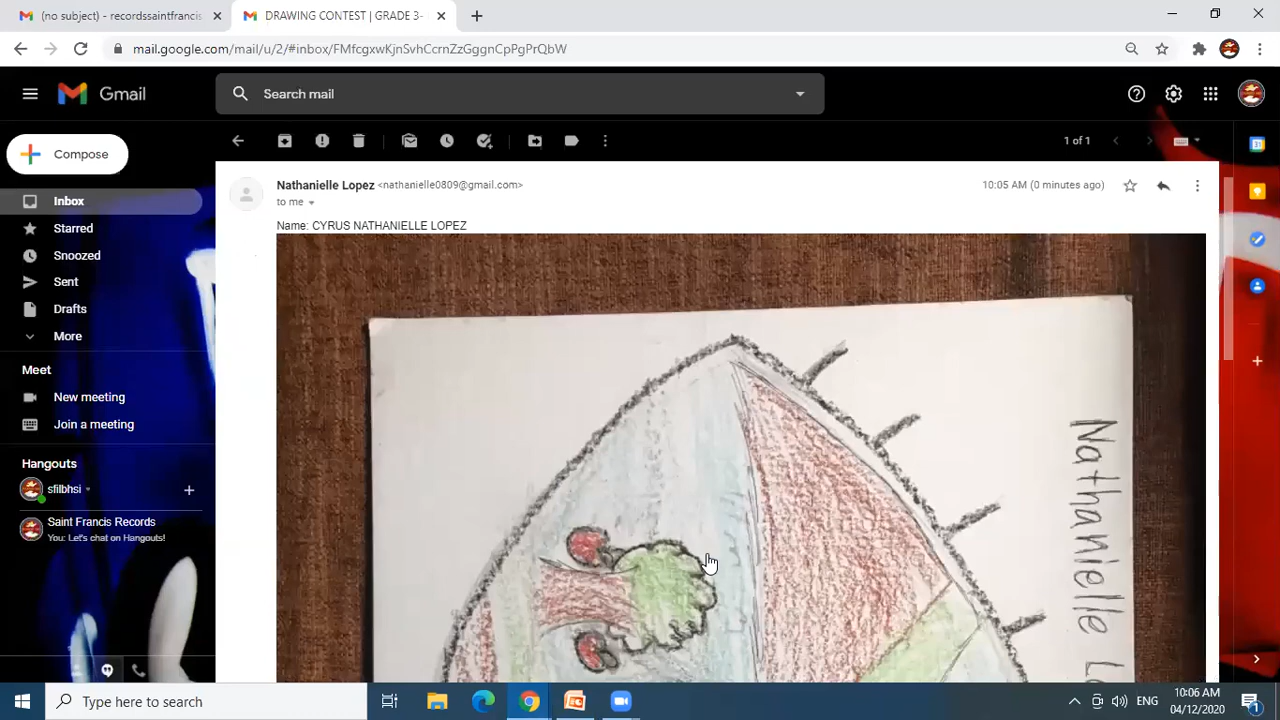 (no subject) - recordssaintfrancis
DRAWING CONTEST | GRADE 3-
mail.google.com/mail/u/2/#inbox/FMfcgxwKjnSvhCcrnZzGggnCpPgPrQbW
Gmail
Search mail
Compose
1 of 1
Inbox
Starred
Snoozed
Sent
Drafts
More
Meet
New meeting
Join a meeting
Hangouts
sfilbhsi
Saint Francis Records
You: Let's chat on Hangouts!
Nathanielle Lopez <nathanielle0809@gmail.com>
10:05 AM (0 minutes ago)
to me
Name: CYRUS NATHANIELLE LOPEZ
Nathanielle L
Type here to search
ENG
10:06 AM
04/12/2020
1